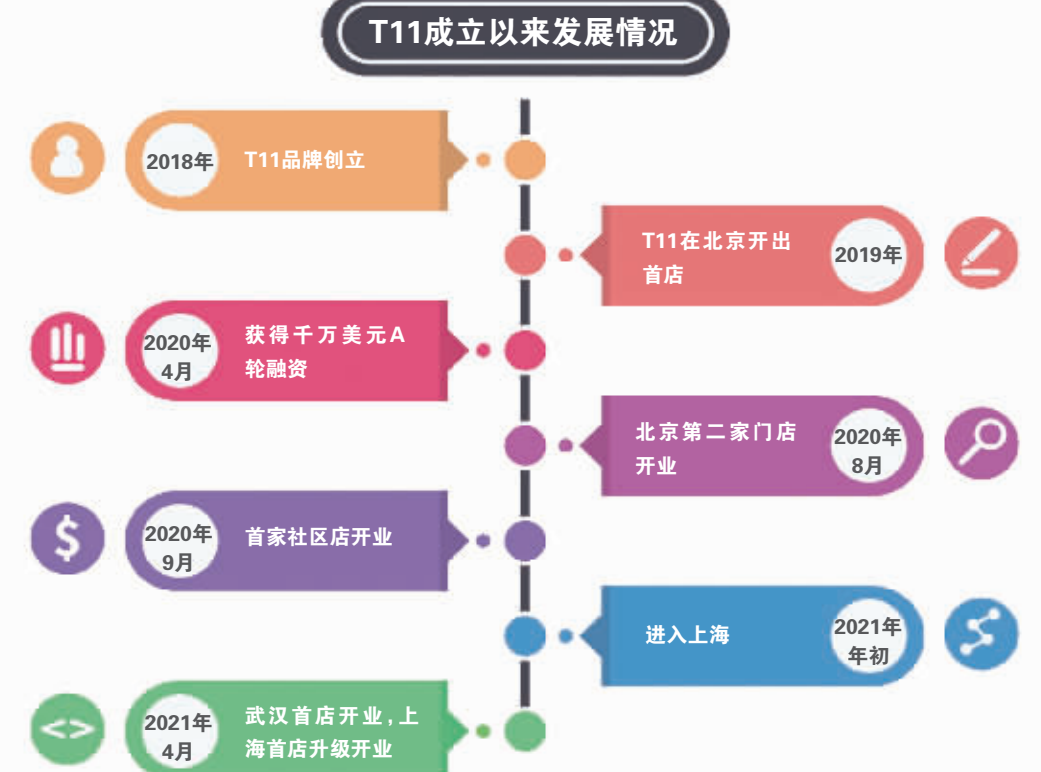 T11成立以来发展情况
2018年
T11品牌创立
T11在北京开出
首店
2019年
2020年
4月
获得千万美元A
轮融资
北京第二家门店
开业
2020年
8月
2020年
9月
首家社区店开业
进入上海
2021年
年初
2021年
4月
武汉首店开业,上
海首店升级开业